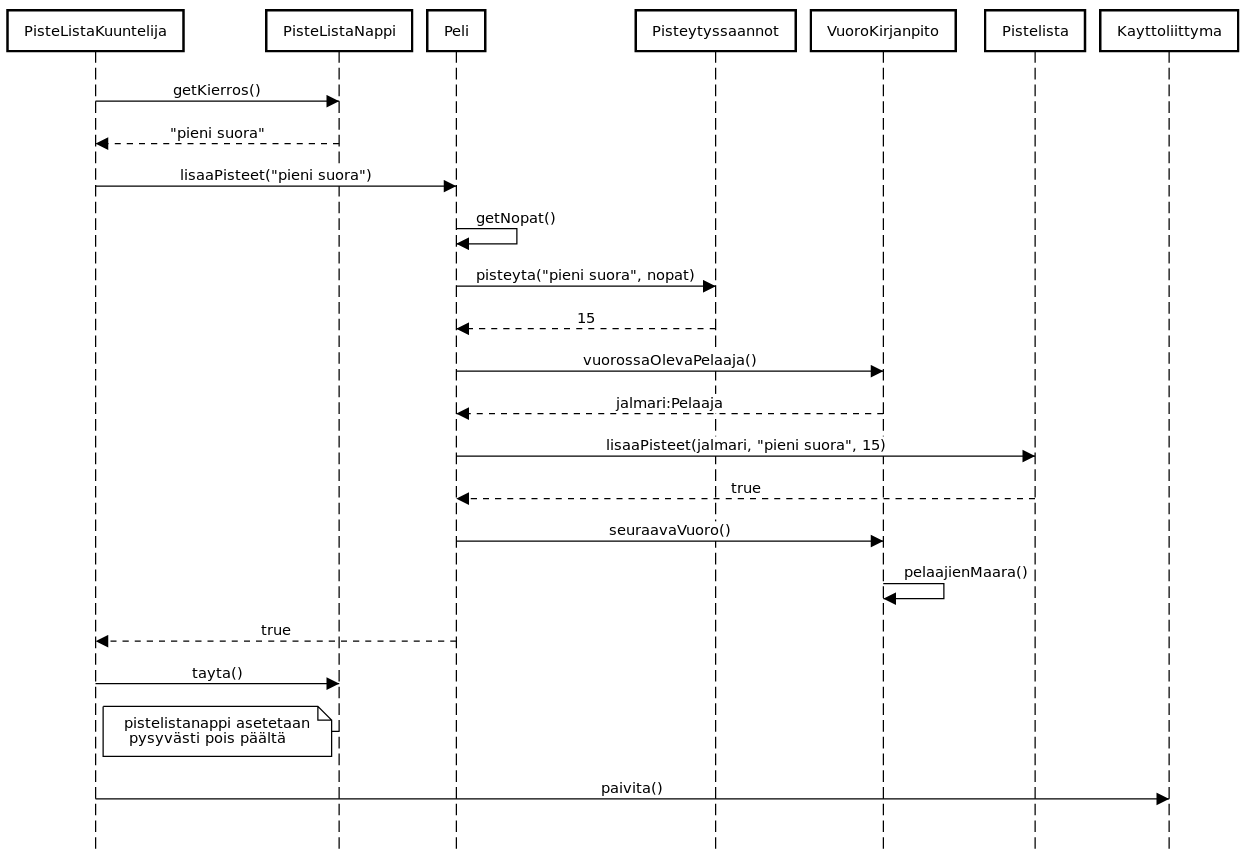 PisteListaKuuntelija
PisteListaNappi
Peli
Pisteytyssaannot
VuoroKirjanpito
Pistelista
Kayttoliittyma
getKierros()
"pieni suora"
lisaaPisteet("pieni suora")
getNopat()
pisteyta("pieni suora", nopat)
15
vuorossaOlevaPelaaja()
jalmari:Pelaaja
lisaaPisteet(jalmari, "pieni suora", 15)
true
seuraavaVuoro()
pelaajienMaara()
true
tayta()
pistelistanappi asetetaan
pysyvästi pois päältä
paivita()